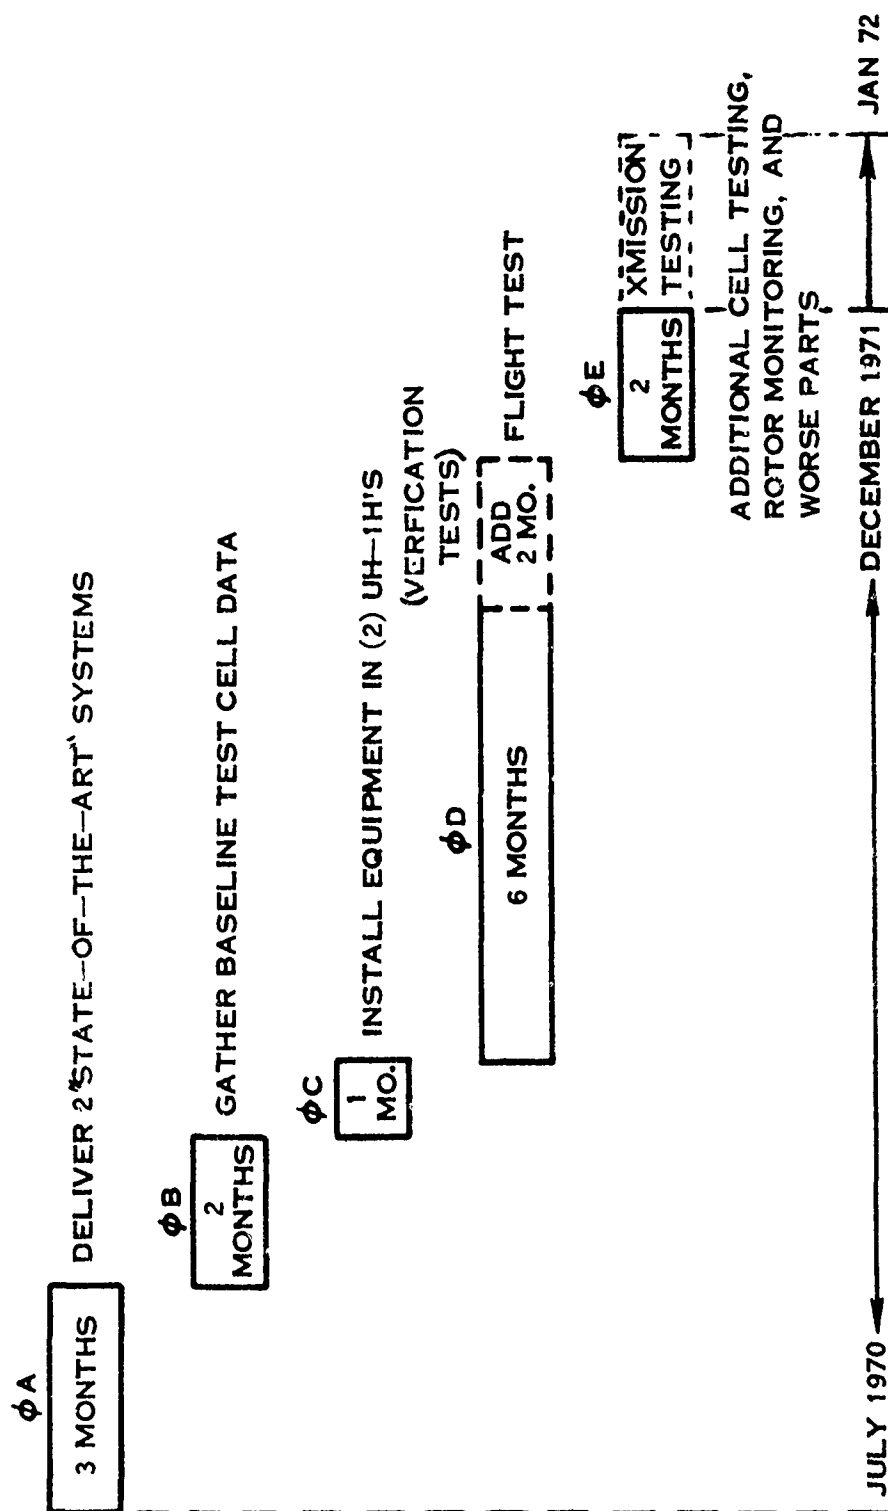 ϕA
3 MONTHS
DELIVER 2 "STATE-OF-THE-ART" SYSTEMS
ϕB
2
MONTHS
GATHER BASELINE TEST CELL DATA
ϕC
1
MO.
INSTALL EQUIPMENT IN (2) UH-1H'S
(VERFICATION
TESTS)
ϕD
6 MONTHS
ADD
2 MO.
FLIGHT TEST
ϕE
2
MONTHS
XMISSION
TESTING
ADDITIONAL CELL TESTING,
ROTOR MONITORING, AND
WORSE PARTS
JULY 1970
DECEMBER 1971
JAN 72